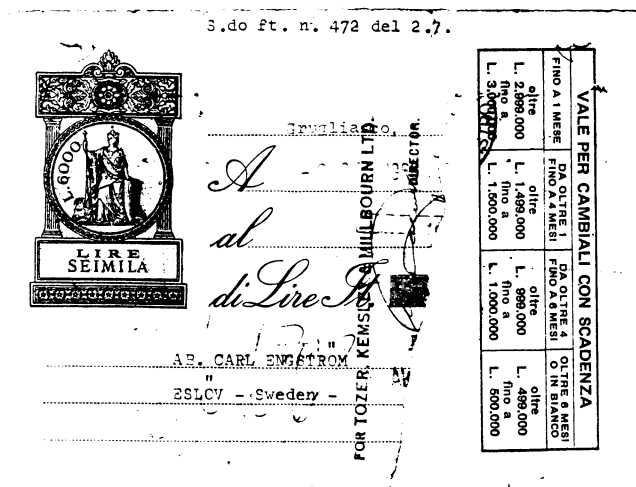 S.do ft. n. 472 del 2.7.
L.6000
LIRE
SEIMILA
Grugliasco,
A
al
di Lire It.
AB. CARL ENGSTROM
ESLOV - Sweden -
FOR TOZER, KEMSLEY & MILLBOURN LTD.
DIRECTOR.
VALE PER CAMBIALI CON SCADENZA
FINO A 1 MESE
oltre
L. 2.999.000
fino a
L. 3.000.000
DA OLTRE 1
FINO A 4 MESI
oltre
L. 1.499.000
fino a
L. 1.500.000
DA OLTRE 4
FINO A 6 MESI
oltre
L. 999.000
fino a
L. 1.000.000
OLTRE 6 MESI
O IN BIANCO
oltre
L. 499.000
fino a
L. 500.000